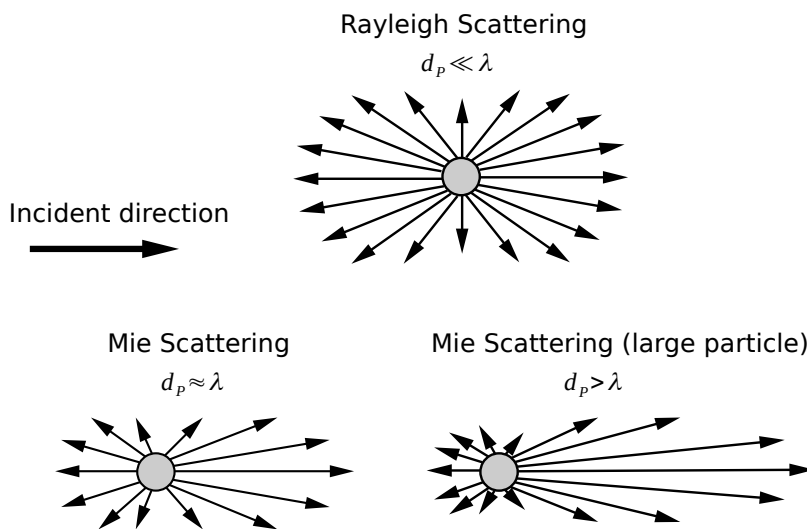 Rayleigh Scattering
d_P ≪ λ
Incident direction
Mie Scattering
d_P ≈ λ
Mie Scattering (large particle)
d_P > λ